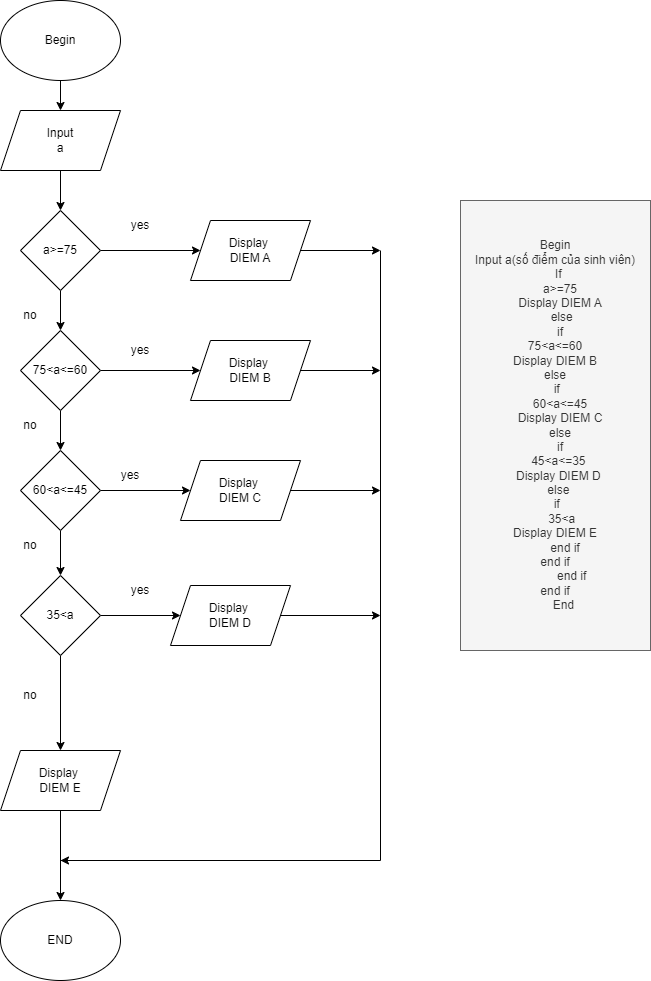 Begin
Input
a
a>=75
yes
Display
DIEM A
no
75<a<=60
yes
Display
DIEM B
no
60<a<=45
yes
Display
DIEM C
no
35<a
yes
Display
DIEM D
no
Display
DIEM E
END
Begin
Input a(số điểm của sinh viên)
If
a>=75
Display DIEM A
else
if
75<a<=60
Display DIEM B
else
if
60<a<=45
Display DIEM C
else
if
45<a<=35
Display DIEM D
else
if
35<a
Display DIEM E
end if
end if
end if
end if
End